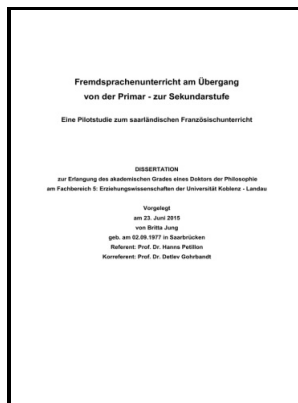 Fremdsprachenunterricht am Übergang
von der Primar - zur Sekundarstufe
Eine Pilotstudie zum saarländischen Französischunterricht
DISSERTATION
zur Erlangung des akademischen Grades eines Doktors der Philosophie
am Fachbereich 5: Erziehungswissenschaften der Universität Koblenz - Landau
Vorgelegt
am 23. Juni 2015
von Britta Jung
geb. am 02.09.1977 in Saarbrücken
Referent: Prof. Dr. Hanns Petillon
Korreferent: Prof. Dr. Detlev Gohrbandt